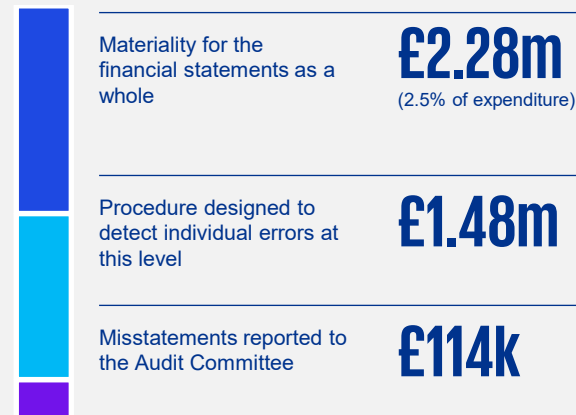 Materiality for the
financial statements as a
whole
£2.28m
(2.5% of expenditure)
Procedure designed to
detect individual errors at
this level
£1.48m
Misstatements reported to
the Audit Committee
£114k